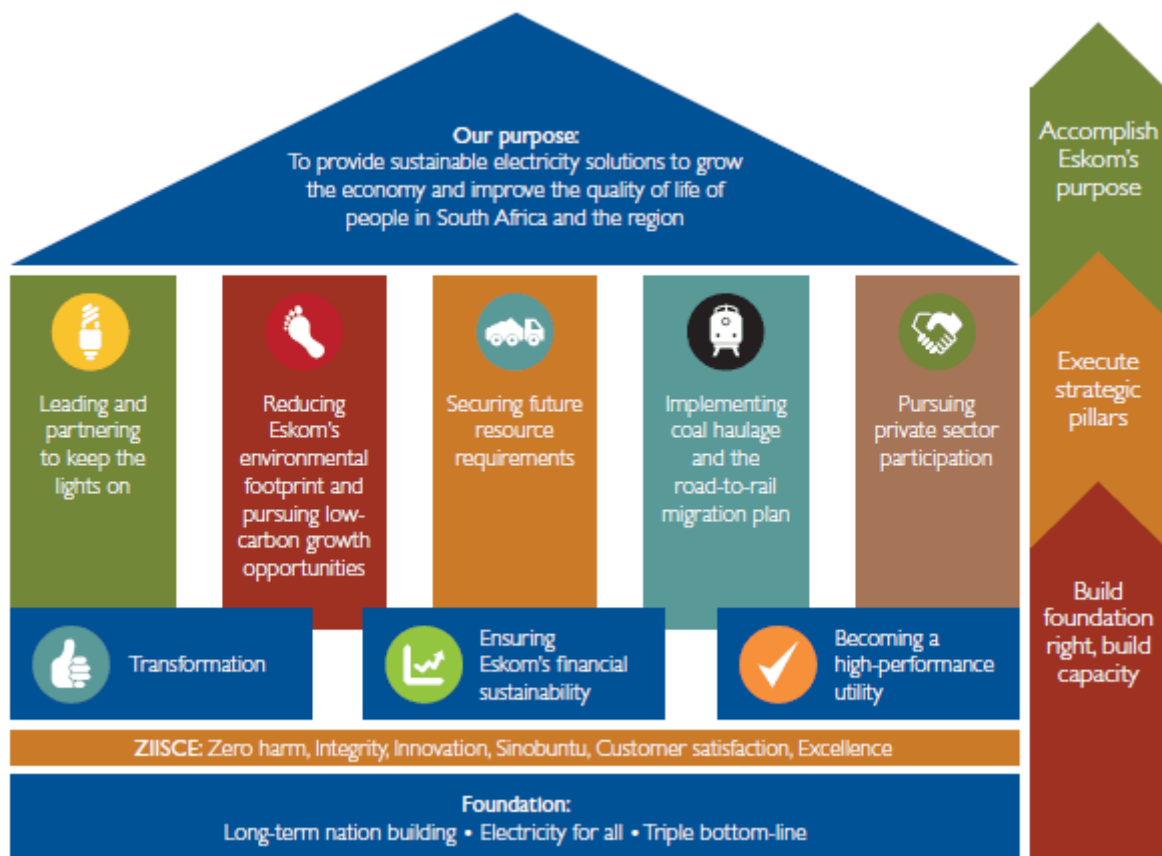 Our purpose:
To provide sustainable electricity solutions to grow
the economy and improve the quality of life of
people in South Africa and the region
Leading and
partnering
to keep the
lights on
Reducing
Eskom's
environmental
footprint and
pursuing low-
carbon growth
opportunities
Securing future
resource
requirements
Implementing
coal haulage
and the
road-to-rail
migration plan
Pursuing
private sector
participation
Transformation
Ensuring
Eskom's financial
sustainability
Becoming a
high-performance
utility
ZIISCE: Zero harm, Integrity, Innovation, Sinobuntu, Customer satisfaction, Excellence
Foundation:
Long-term nation building • Electricity for all • Triple bottom-line
Accomplish
Eskom's
purpose
Execute
strategic
pillars
Build
foundation
right, build
capacity